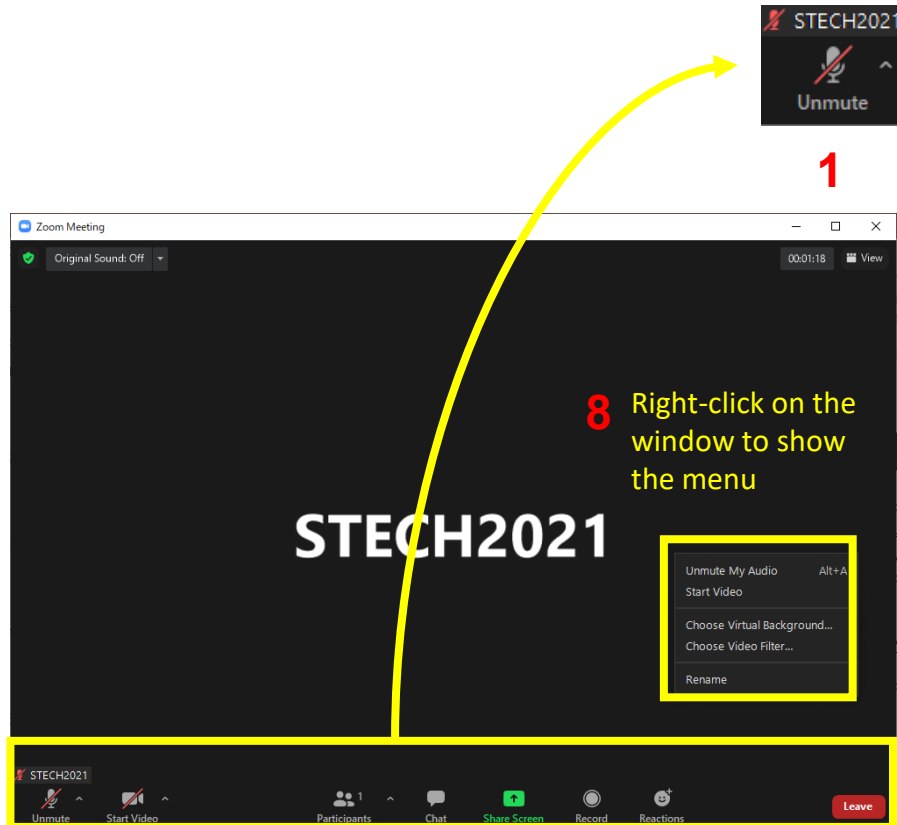 STECH2021
Unmute
1
Zoom Meeting
Original Sound: Off
00:01:18 View
8 Right-click on the
window to show
the menu
STECH2021
Unmute My Audio Alt+A
Start Video
Choose Virtual Background...
Choose Video Filter...
Rename
STECH2021
Unmute Start Video Participants 1 Chat Share Screen Record Reactions Leave